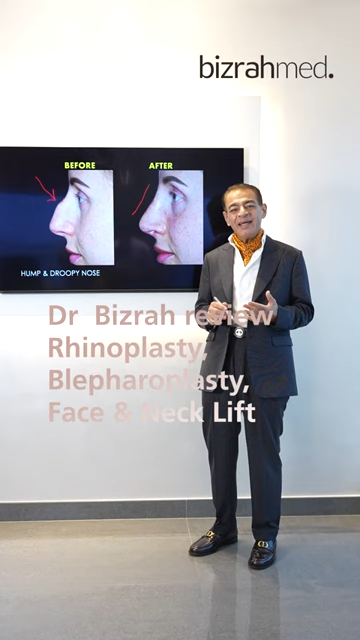 bizrahmed.
BEFORE AFTER
HUMP & DROOPY NOSE
Dr Bizrah review
Rhinoplasty,
Blepharoplasty,
Face & Neck Lift